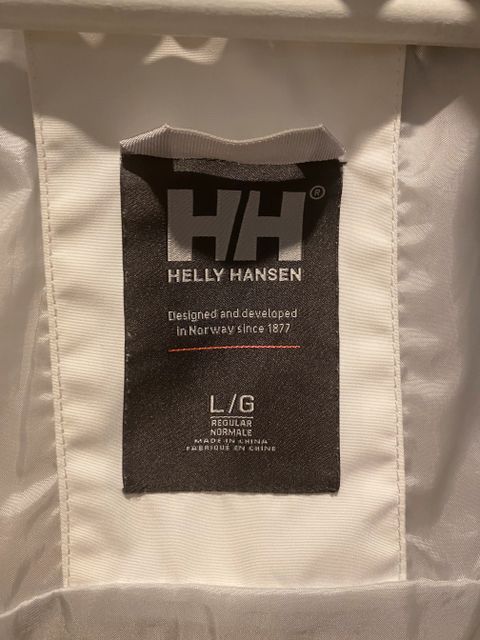 HH®
HELLY HANSEN
Designed and developed
in Norway since 1877
L/G
REGULAR
NORMALE
MADE IN CHINA
FABRIQUÉ EN CHINE